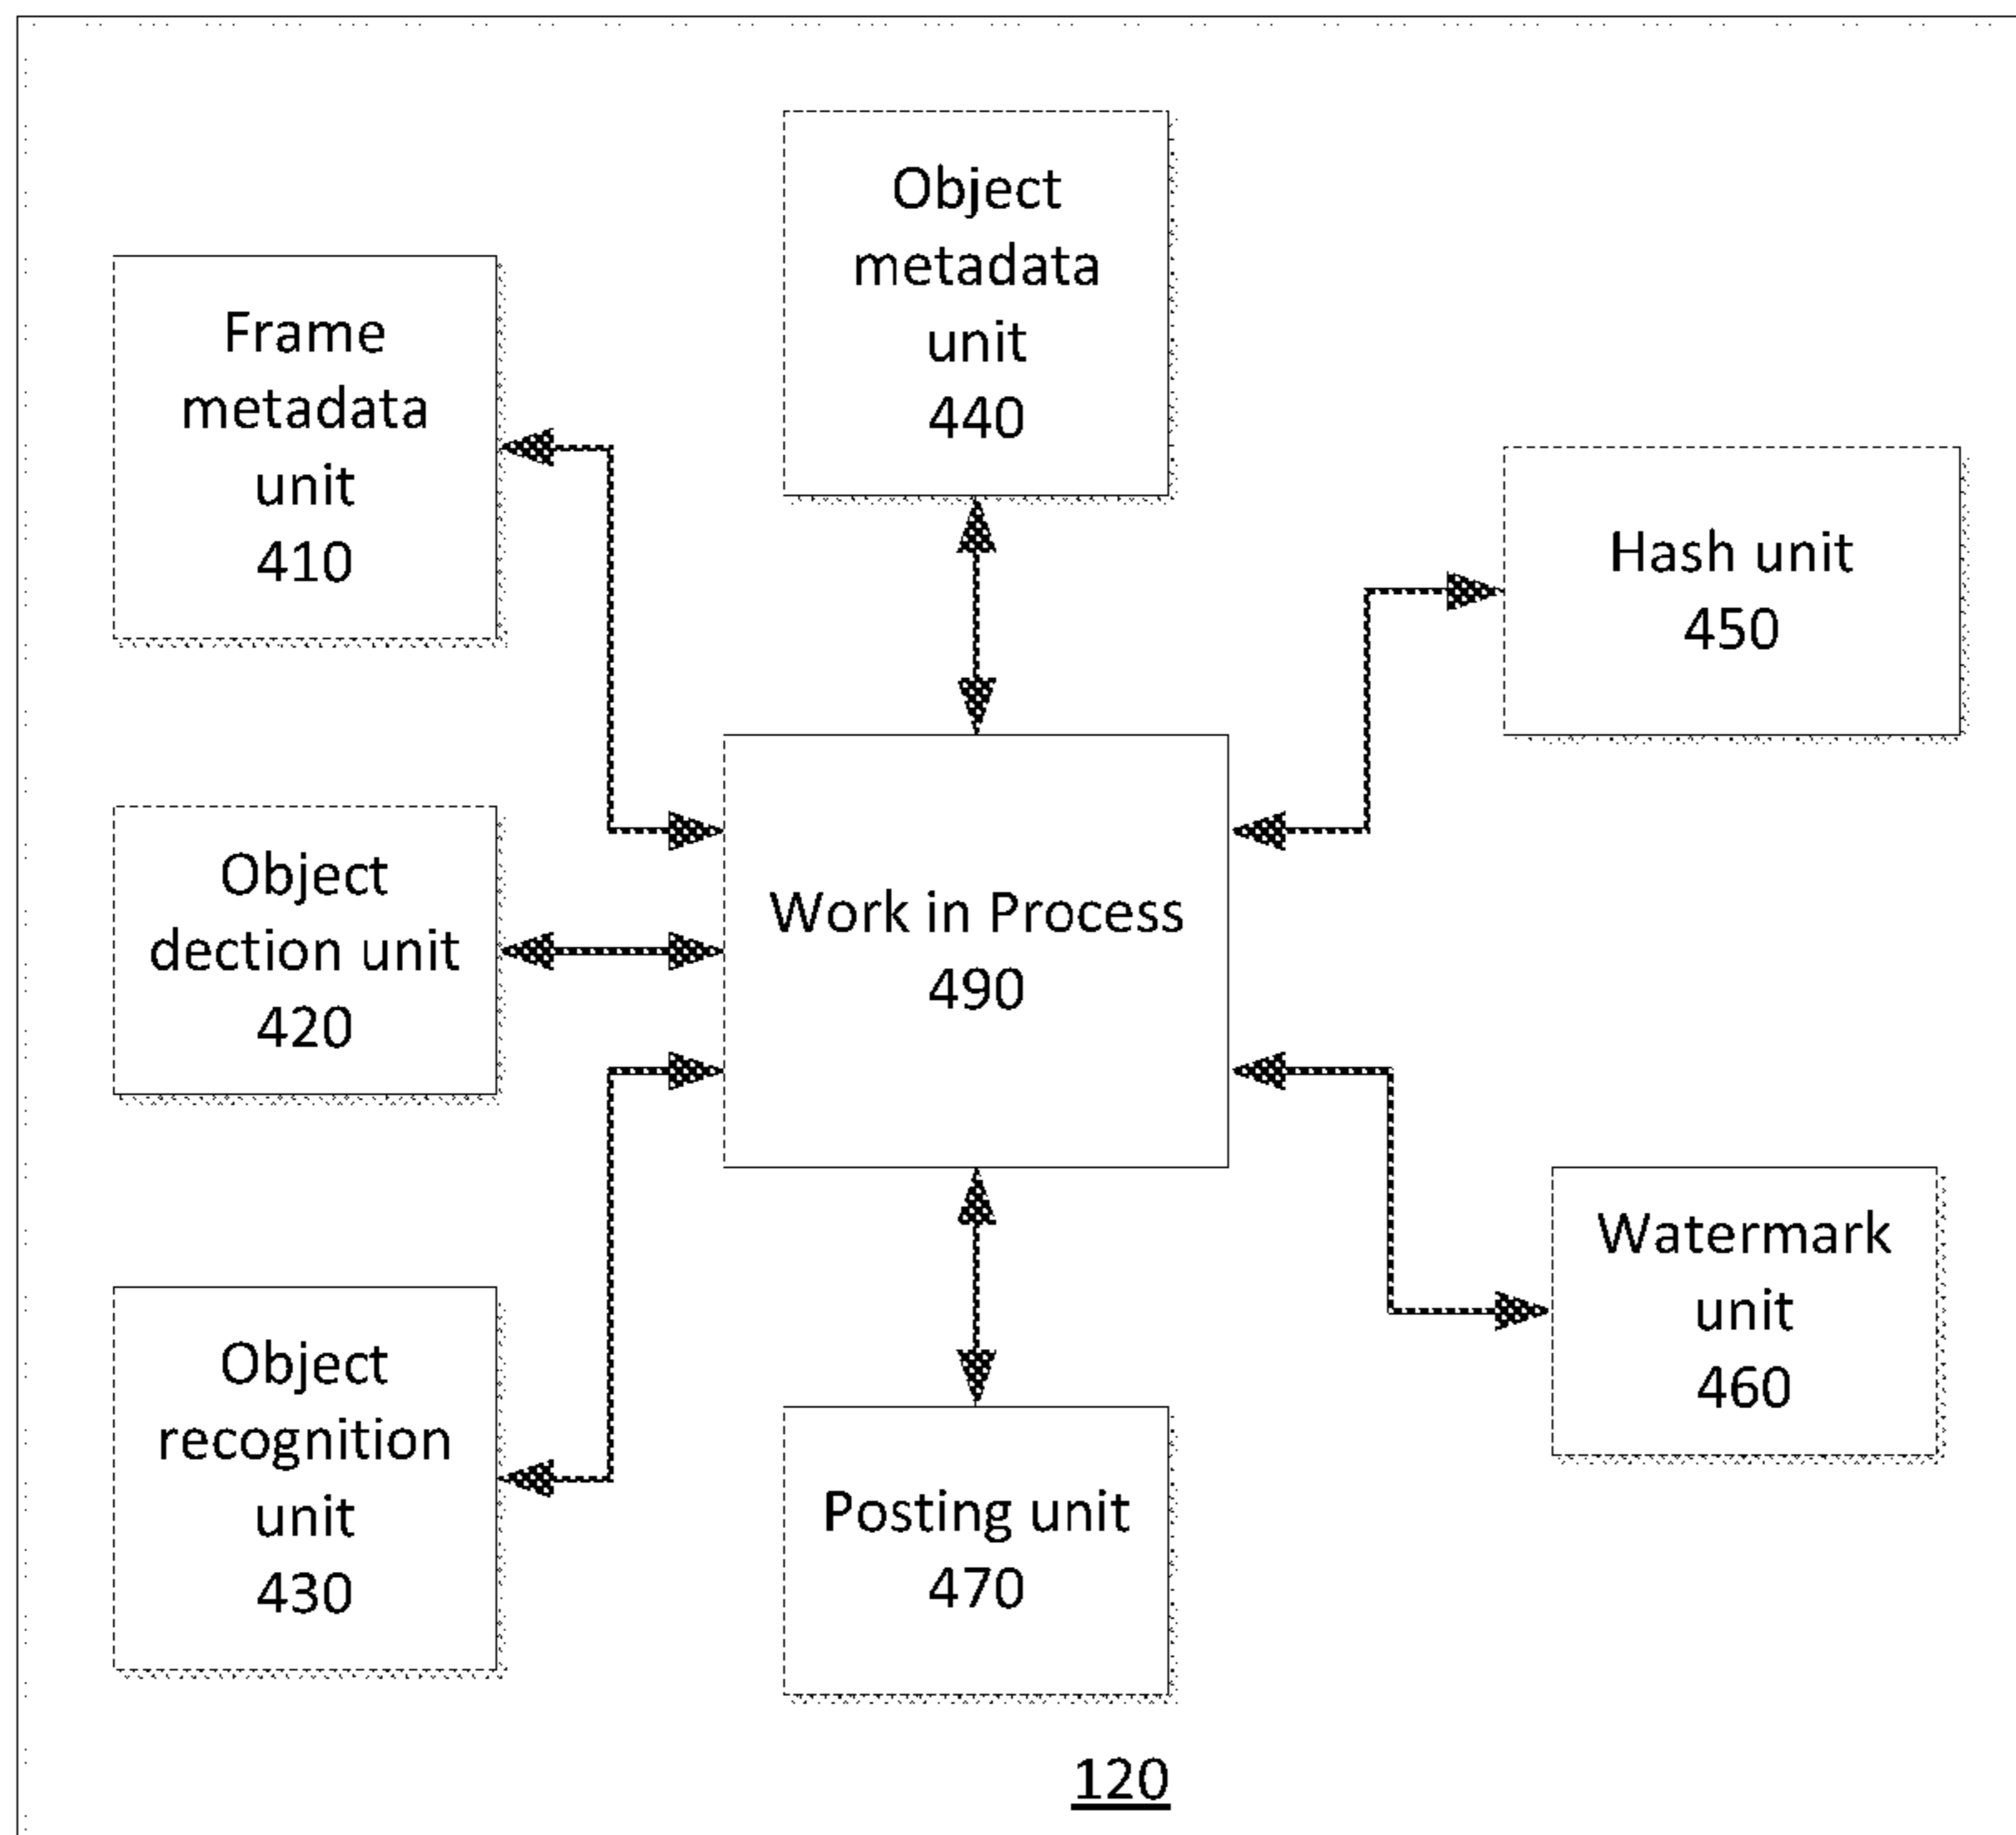 Object
metadata
unit
440
Frame
metadata
unit
410
Hash unit
450
Object
dection unit
420
Work in Process
490
Object
recognition
unit
430
Watermark
unit
460
Posting unit
470
120